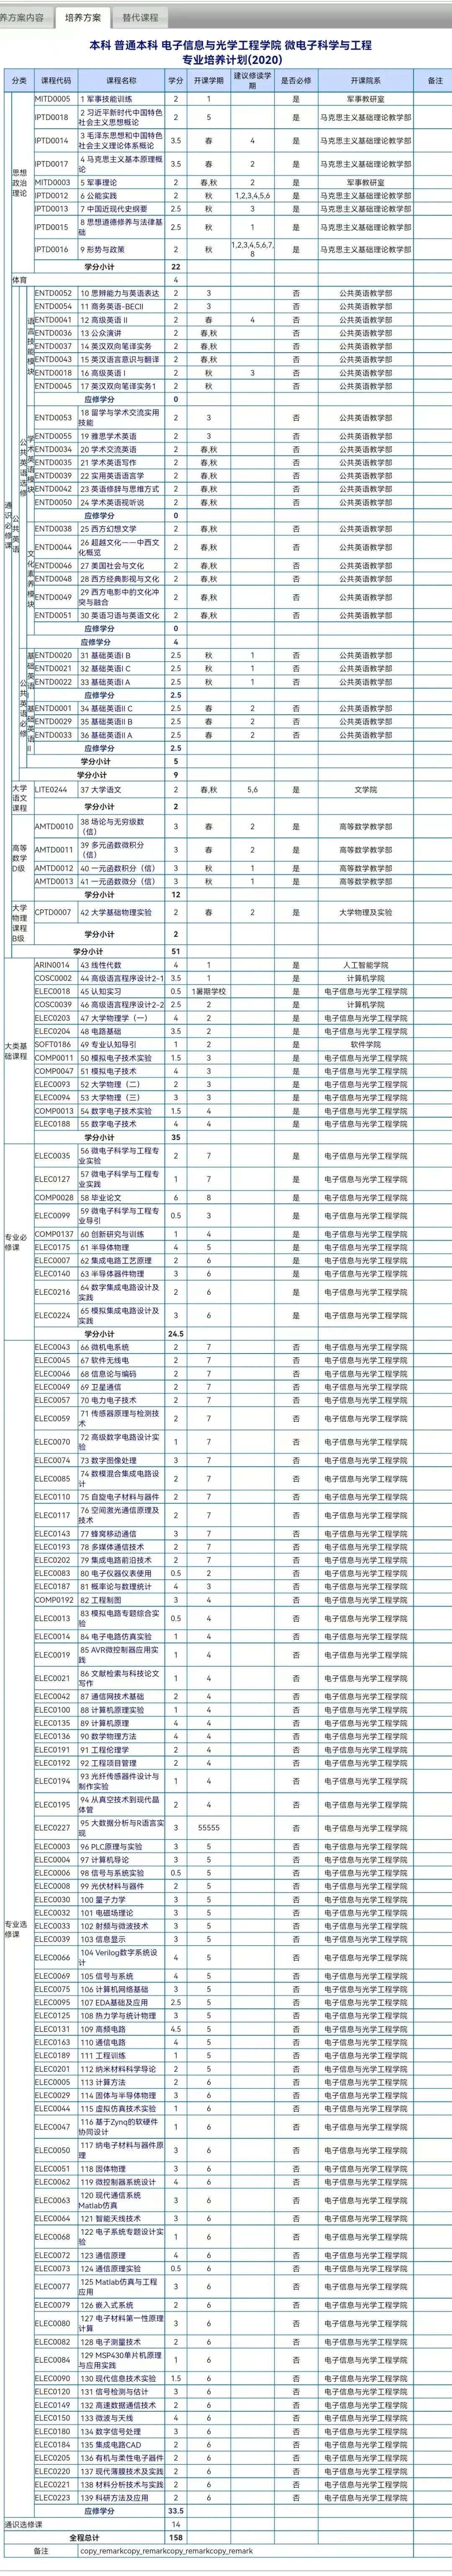 养方案内容 培养方案 替代课程
本科 普通本科 电子信息与光学工程学院 微电子科学与工程
专业培养计划(2020)
分类 课程代码 课程名称 学分 开课学期 建议修读学期 是否必修 开课院系 备注
通识必修课
思想政治理论
MITD0005 1 军事技能训练 2 1 是 军事教研室
IPTD0018 2 习近平新时代中国特色社会主义思想概论 2 5 是 马克思主义基础理论教学部
IPTD0014 3 毛泽东思想和中国特色社会主义理论体系概论 3.5 春 4 是 马克思主义基础理论教学部
IPTD0017 4 马克思主义基本原理概论 3.5 春 2 是 马克思主义基础理论教学部
MITD0003 5 军事理论 2 春,秋 2 是 军事教研室
IPTD0012 6 公能实践 2 秋 1,2,3,4,5,6 是 马克思主义基础理论教学部
IPTD0013 7 中国近现代史纲要 2.5 秋 3 是 马克思主义基础理论教学部
IPTD0015 8 思想道德修养与法律基础 2.5 秋 1 是 马克思主义基础理论教学部
IPTD0016 9 形势与政策 2 秋 1,2,3,4,5,6,7,8 是 马克思主义基础理论教学部
学分小计 22
体育 4
公共英语
公共英语选修
语言技能模块
ENTD0052 10 思辨能力与英语表达 2 3 否 公共英语教学部
ENTD0054 11 商务英语-BECII 2 3 否 公共英语教学部
ENTD0041 12 高级英语 II 2 春 4 否 公共英语教学部
ENTD0036 13 公众演讲 2 春,秋 否 公共英语教学部
ENTD0037 14 英汉双向笔译实务 2 春,秋 否 公共英语教学部
ENTD0043 15 英汉语言意识与翻译 2 春,秋 否 公共英语教学部
ENTD0018 16 高级英语 I 2 秋 3 否 公共英语教学部
ENTD0045 17 英汉双向笔译实务1 2 秋 否 公共英语教学部
应修学分 0
学术英语模块
ENTD0053 18 留学与学术交流实用技能 2 3 否 公共英语教学部
ENTD0055 19 雅思学术英语 2 3 否 公共英语教学部
ENTD0034 20 学术交流英语 2 春,秋 否 公共英语教学部
ENTD0035 21 学术英语写作 2 春,秋 否 公共英语教学部
ENTD0039 22 实用英语语言学 2 春,秋 否 公共英语教学部
ENTD0042 23 英语修辞与思维方式 2 春,秋 否 公共英语教学部
ENTD0050 24 学术英语视听说 2 春,秋 否 公共英语教学部
应修学分 0
文化素养模块
ENTD0038 25 西方幻想文学 2 春,秋 否 公共英语教学部
ENTD0044 26 超越文化——中西文化概览 2 春,秋 否 公共英语教学部
ENTD0046 27 美国社会与文化 2 春,秋 否 公共英语教学部
ENTD0048 28 西方经典影视与文化 2 春,秋 否 公共英语教学部
ENTD0049 29 西方电影中的文化冲突与融合 2 春,秋 否 公共英语教学部
ENTD0051 30 英语习语与英语文化 2 春,秋 否 公共英语教学部
应修学分 0
应修学分 4
公共英语必修
基础英语I
ENTD0020 31 基础英语I B 2.5 秋 1 否 公共英语教学部
ENTD0021 32 基础英语I C 2.5 秋 1 否 公共英语教学部
ENTD0022 33 基础英语I A 2.5 秋 1 否 公共英语教学部
应修学分 2.5
基础英语II
ENTD0001 34 基础英语II C 2.5 春 2 否 公共英语教学部
ENTD0029 35 基础英语II B 2.5 春 2 否 公共英语教学部
ENTD0033 36 基础英语II A 2.5 春 2 否 公共英语教学部
应修学分 2.5
学分小计 5
学分小计 9
大学语文课程
LITE0244 37 大学语文 2 春,秋 5,6 是 文学院
学分小计 2
高等数学D级
AMTD0010 38 场论与无穷级数（信） 3 春 2 是 高等数学教学部
AMTD0011 39 多元函数微积分（信） 3 春 2 是 高等数学教学部
AMTD0012 40 一元函数积分（信） 3 秋 1 是 高等数学教学部
AMTD0013 41 一元函数微分（信） 3 秋 1 是 高等数学教学部
学分小计 12
大学物理课程B级
CPTD0007 42 大学基础物理实验 2 春 2 是 大学物理及实验
学分小计 2
学分小计 51
大类基础课程
ARIN0014 43 线性代数 4 1 是 人工智能学院
COSC0002 44 高级语言程序设计2-1 3.5 1 是 计算机学院
ELEC0018 45 认知实习 0.5 1暑期学校 是 电子信息与光学工程学院
COSC0039 46 高级语言程序设计2-2 2.5 2 是 计算机学院
ELEC0203 47 大学物理学（一） 4 2 是 电子信息与光学工程学院
ELEC0204 48 电路基础 3.5 2 是 电子信息与光学工程学院
SOFT0186 49 专业认知导引 1 2 是 软件学院
COMP0011 50 模拟电子技术实验 1.5 3 是 电子信息与光学工程学院
COMP0047 51 模拟电子技术 4 3 是 电子信息与光学工程学院
ELEC0093 52 大学物理（二） 2 3 是 电子信息与光学工程学院
ELEC0094 53 大学物理（三） 3 3 是 电子信息与光学工程学院
COMP0013 54 数字电子技术实验 1.5 4 是 电子信息与光学工程学院
ELEC0188 55 数字电子技术 4 4 是 电子信息与光学工程学院
学分小计 35
专业必修课
ELEC0035 56 微电子科学与工程专业实验 2 7 是 电子信息与光学工程学院
ELEC0127 57 微电子科学与工程专业实践 1 7 是 电子信息与光学工程学院
COMP0028 58 毕业论文 6 8 是 电子信息与光学工程学院
ELEC0099 59 微电子科学与工程专业导引 0.5 3 是 电子信息与光学工程学院
COMP0137 60 创新研究与训练 1 4 是 电子信息与光学工程学院
ELEC0175 61 半导体物理 4 5 是 电子信息与光学工程学院
ELEC0007 62 集成电路工艺原理 2 6 是 电子信息与光学工程学院
ELEC0140 63 半导体器件物理 3 6 是 电子信息与光学工程学院
ELEC0216 64 数字集成电路设计及实践 2 6 是 电子信息与光学工程学院
ELEC0224 65 模拟集成电路设计及实践 3 6 是 电子信息与光学工程学院
学分小计 24.5
专业选修课
ELEC0043 66 微机电系统 2 7 否 电子信息与光学工程学院
ELEC0045 67 软件无线电 2 7 否 电子信息与光学工程学院
ELEC0046 68 信息论与编码 2 7 否 电子信息与光学工程学院
ELEC0049 69 卫星通信 2 7 否 电子信息与光学工程学院
ELEC0057 70 电力电子技术 2 7 否 电子信息与光学工程学院
ELEC0059 71 传感器原理与检测技术 2 7 否 电子信息与光学工程学院
ELEC0070 72 高级数字电路设计实验 1 7 否 电子信息与光学工程学院
ELEC0074 73 数字图像处理 3 7 否 电子信息与光学工程学院
ELEC0085 74 数模混合集成电路设计 2 7 否 电子信息与光学工程学院
ELEC0110 75 自旋电子材料与器件 2 7 否 电子信息与光学工程学院
ELEC0117 76 空间激光通信原理及技术 2 7 否 电子信息与光学工程学院
ELEC0143 77 蜂窝移动通信 3 7 否 电子信息与光学工程学院
ELEC0193 78 多媒体通信技术 2 7 否 电子信息与光学工程学院
ELEC0202 79 集成电路前沿技术 2 7 否 电子信息与光学工程学院
ELEC0083 80 电子仪器仪表使用 0.5 2 否 电子信息与光学工程学院
ELEC0187 81 概率论与数理统计 4 3 否 电子信息与光学工程学院
COMP0192 82 工程制图 3 4 否 电子信息与光学工程学院
ELEC0013 83 模拟电路专题综合实验 0.5 4 否 电子信息与光学工程学院
ELEC0014 84 电子电路仿真实验 1 4 否 电子信息与光学工程学院
ELEC0019 85 AVR微控制器应用实践 1 4 否 电子信息与光学工程学院
ELEC0021 86 文献检索与科技论文写作 1 4 否 电子信息与光学工程学院
ELEC0042 87 通信网技术基础 2 4 否 电子信息与光学工程学院
ELEC0100 88 计算机原理实验 1 4 否 电子信息与光学工程学院
ELEC0135 89 计算机原理 4 4 否 电子信息与光学工程学院
ELEC0136 90 数学物理方法 4 4 否 电子信息与光学工程学院
ELEC0191 91 工程伦理学 2 4 否 电子信息与光学工程学院
ELEC0192 92 工程项目管理 2 4 否 电子信息与光学工程学院
ELEC0194 93 光纤传感器件设计与制作实验 1 4 否 电子信息与光学工程学院
ELEC0195 94 从真空技术到现代晶体管 2 4 否 电子信息与光学工程学院
ELEC0227 95 大数据分析与R语言实现 3 55555 否 电子信息与光学工程学院
ELEC0003 96 PLC原理与实验 3 5 否 电子信息与光学工程学院
ELEC0004 97 计算机导论 3 5 否 电子信息与光学工程学院
ELEC0006 98 信号与系统实验 0.5 5 否 电子信息与光学工程学院
ELEC0008 99 光伏材料与器件 2 5 否 电子信息与光学工程学院
ELEC0030 100 量子力学 3 5 否 电子信息与光学工程学院
ELEC0032 101 电磁场理论 3 5 否 电子信息与光学工程学院
ELEC0033 102 射频与微波技术 3 5 否 电子信息与光学工程学院
ELEC0039 103 信息显示 3 5 否 电子信息与光学工程学院
ELEC0066 104 Verilog数字系统设计 4 5 否 电子信息与光学工程学院
ELEC0069 105 信号与系统 4 5 否 电子信息与光学工程学院
ELEC0075 106 计算机网络基础 3 5 否 电子信息与光学工程学院
ELEC0095 107 EDA基础及应用 2.5 5 否 电子信息与光学工程学院
ELEC0125 108 热力学与统计物理 3 5 否 电子信息与光学工程学院
ELEC0131 109 高频电路 4.5 5 否 电子信息与光学工程学院
ELEC0163 110 通信电路 4 5 否 电子信息与光学工程学院
ELEC0189 111 工程训练 1 5 否 电子信息与光学工程学院
ELEC0201 112 纳米材料科学导论 2 5 否 电子信息与光学工程学院
ELEC0005 113 计算方法 2 6 否 电子信息与光学工程学院
ELEC0029 114 固体与半导体物理 3 6 否 电子信息与光学工程学院
ELEC0044 115 虚拟仿真技术实验 1 6 否 电子信息与光学工程学院
ELEC0047 116 基于Zynq的软硬件协同设计 1 6 否 电子信息与光学工程学院
ELEC0050 117 纳电子材料与器件原理 3 6 否 电子信息与光学工程学院
ELEC0051 118 固体物理 3 6 否 电子信息与光学工程学院
ELEC0062 119 微控制器系统设计 4 6 否 电子信息与光学工程学院
ELEC0063 120 现代通信系统Matlab仿真 3 6 否 电子信息与光学工程学院
ELEC0064 121 智能天线技术 3 6 否 电子信息与光学工程学院
ELEC0068 122 电子系统专题设计实验 1 6 否 电子信息与光学工程学院
ELEC0072 123 通信原理 4 6 否 电子信息与光学工程学院
ELEC0073 124 通信原理实验 0.5 6 否 电子信息与光学工程学院
ELEC0077 125 Matlab仿真与工程应用 3 6 否 电子信息与光学工程学院
ELEC0079 126 嵌入式系统 2 6 否 电子信息与光学工程学院
ELEC0080 127 电子材料第一性原理计算 3 6 否 电子信息与光学工程学院
ELEC0082 128 电子测量技术 2 6 否 电子信息与光学工程学院
ELEC0084 129 MSP430单片机原理与应用实践 1 6 否 电子信息与光学工程学院
ELEC0090 130 现代信息技术实验 1.5 6 否 电子信息与光学工程学院
ELEC0120 131 信号检测与估计 3 6 否 电子信息与光学工程学院
ELEC0149 132 高速数据通信技术 2 6 否 电子信息与光学工程学院
ELEC0150 133 微波与天线 4 6 否 电子信息与光学工程学院
ELEC0180 134 数字信号处理 3 6 否 电子信息与光学工程学院
ELEC0184 135 集成电路CAD 2 6 否 电子信息与光学工程学院
ELEC0205 136 有机与柔性电子器件 2 6 否 电子信息与光学工程学院
ELEC0220 137 现代薄膜技术及实践 2 6 否 电子信息与光学工程学院
ELEC0221 138 材料分析技术与实践 2 6 否 电子信息与光学工程学院
ELEC0223 139 科研方法及应用 2 6 否 电子信息与光学工程学院
应修学分 33.5
通识选修课 14
全程总计 158
备注 copy_remarkcopy_remarkcopy_remarkcopy_remark